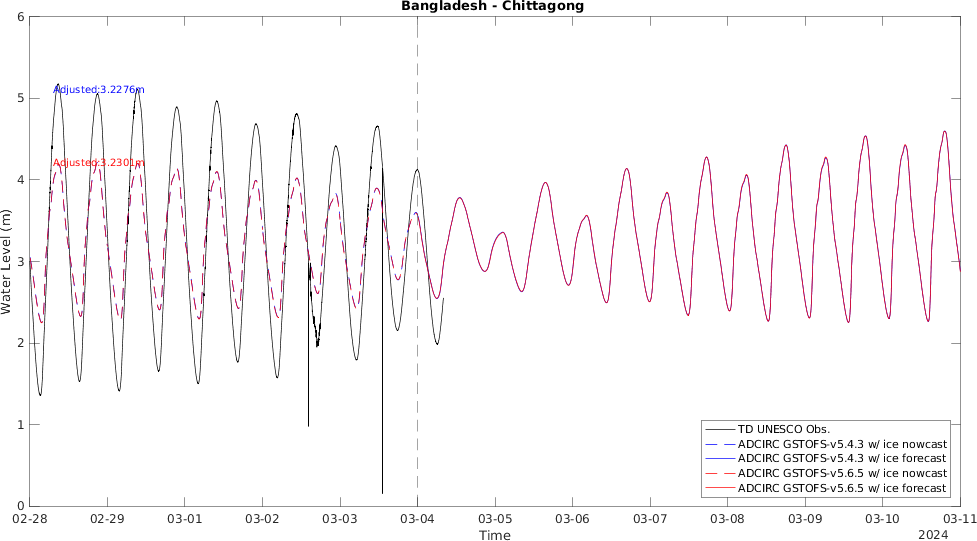 Bangladesh - Chittagong
6
5
4
3
2
1
0
Water Level (m)
Adjusted:3.2276m
Adjusted:3.2301m
TD UNESCO Obs.
ADCIRC GSTOFS-v5.4.3 w/ ice nowcast
ADCIRC GSTOFS-v5.4.3 w/ ice forecast
ADCIRC GSTOFS-v5.6.5 w/ ice nowcast
ADCIRC GSTOFS-v5.6.5 w/ ice forecast
02-28 02-29 03-01 03-02 03-03 03-04 03-05 03-06 03-07 03-08 03-09 03-10 03-11
Time
2024